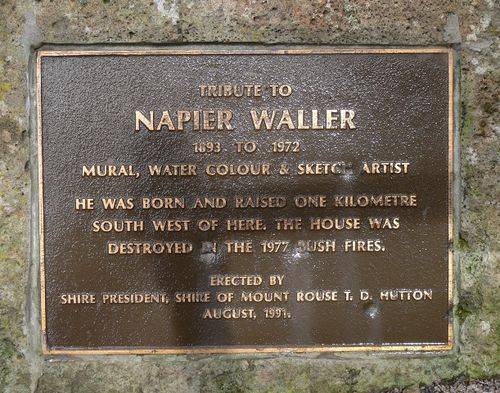 TRIBUTE TO
NAPIER WALLER
1893 TO 1972
MURAL, WATER COLOUR & SKETCH ARTIST
HE WAS BORN AND RAISED ONE KILOMETRE
SOUTH WEST OF HERE. THE HOUSE WAS
DESTROYED IN THE 1977 BUSH FIRES.
ERECTED BY
SHIRE PRESIDENT, SHIRE OF MOUNT ROUSE T. D. HUTTON
AUGUST, 1991.